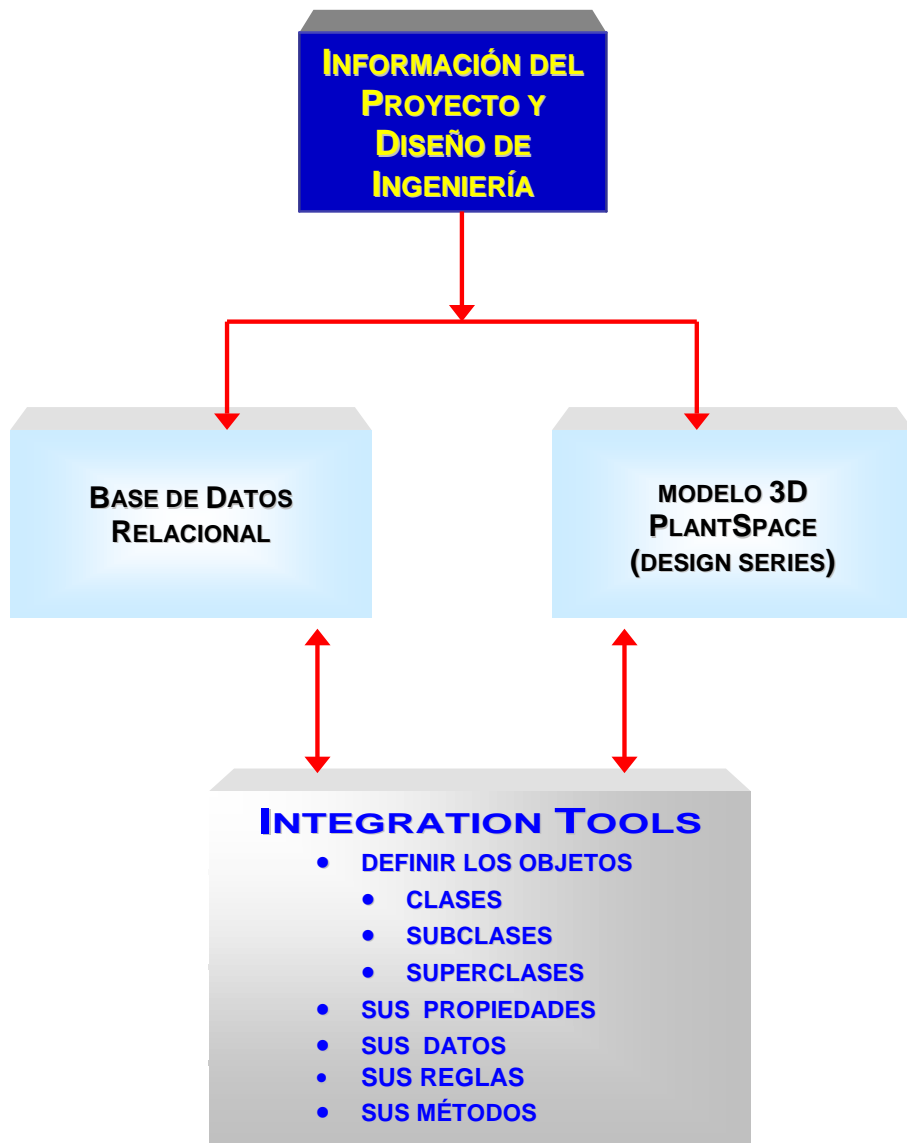 INFORMACIÓN DEL
PROYECTO Y
DISEÑO DE
INGENIERÍA
BASE DE DATOS
RELACIONAL
MODELO 3D
PLANTSPACE
(DESIGN SERIES)
INTEGRATION TOOLS
• DEFINIR LOS OBJETOS
• CLASES
• SUBCLASES
• SUPERCLASES
• SUS PROPIEDADES
• SUS DATOS
• SUS REGLAS
• SUS MÉTODOS